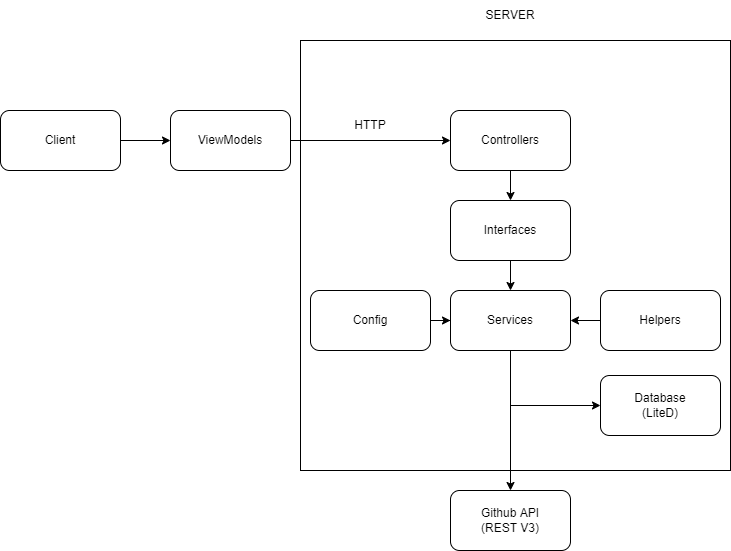 SERVER
Client
ViewModels
HTTP
Controllers
Interfaces
Config
Services
Helpers
Database
(LiteD)
Github API
(REST V3)